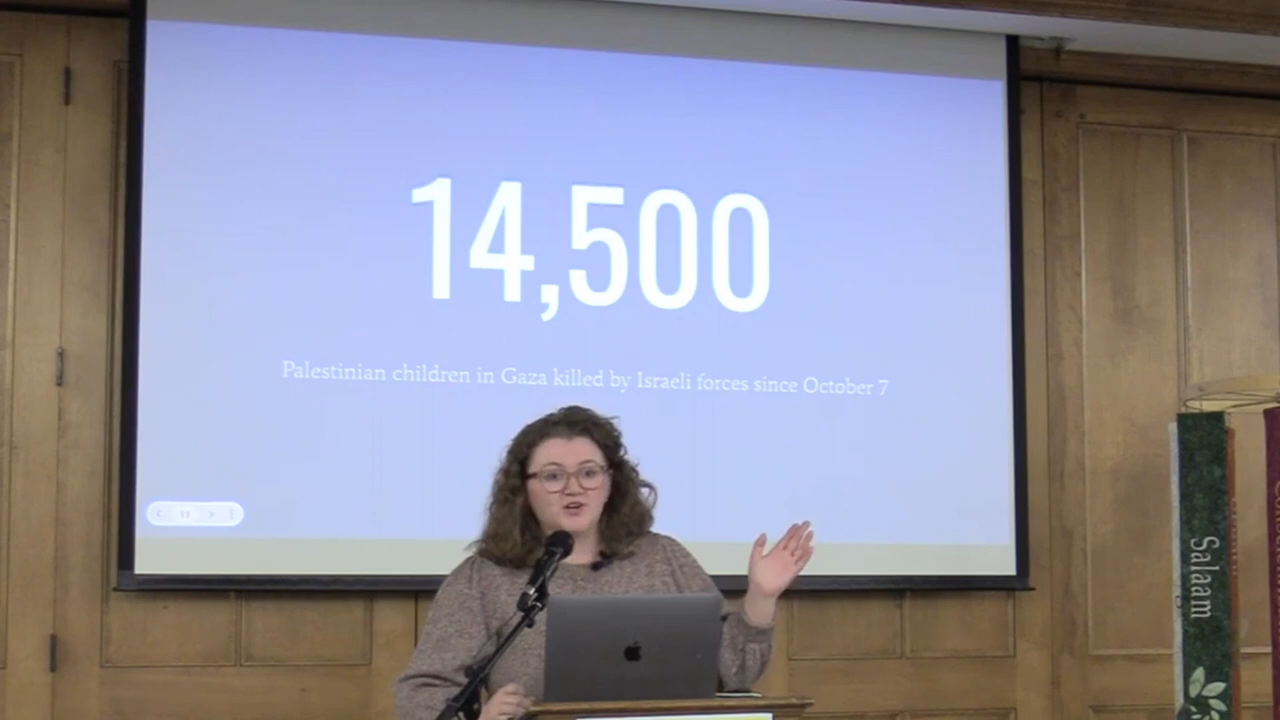 14,500
Palestinian children in Gaza killed by Israeli forces since October 7
Salaam